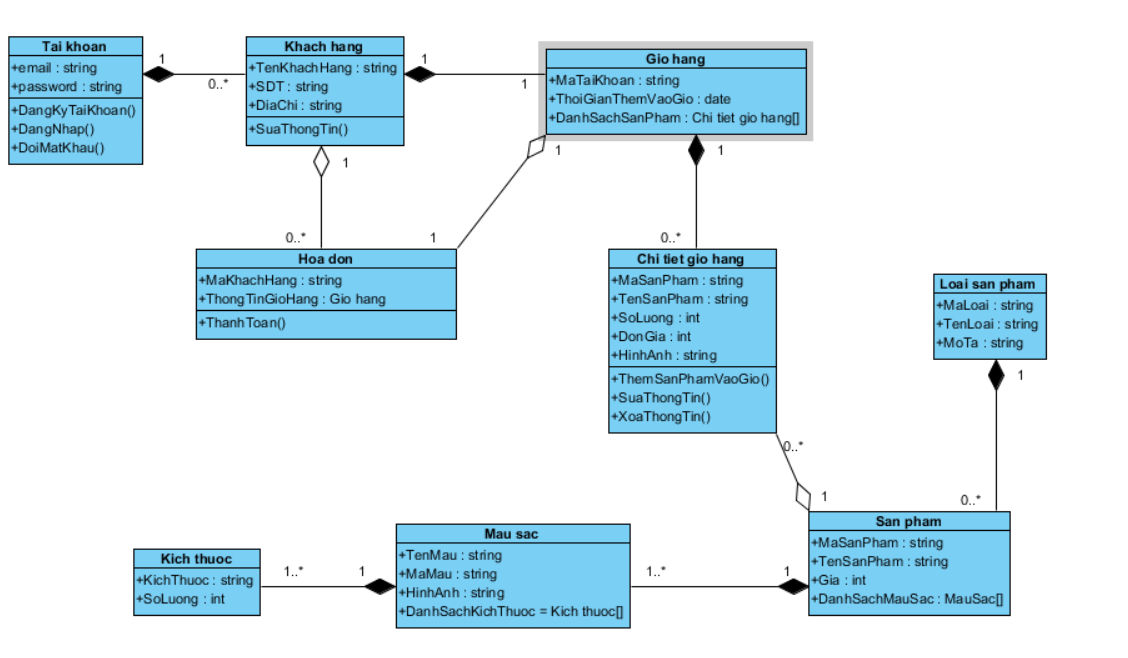 Tai khoan
+email : string
+password : string
+DangKyTaiKhoan()
+DangNhap()
+DoiMatKhau()
1
0..*
Khach hang
+TenKhachHang : string
+SDT : string
+DiaChi : string
+SuaThongTin()
1
1
Gio hang
+MaTaiKhoan : string
+ThoiGianThemVaoGio : date
+DanhSachSanPham : Chi tiet gio hang[]
1
0..*
1
1
Hoa don
+MaKhachHang : string
+ThongTinGioHang : Gio hang
+ThanhToan()
1
0..*
Chi tiet gio hang
+MaSanPham : string
+TenSanPham : string
+SoLuong : int
+DonGia : int
+HinhAnh : string
+ThemSanPhamVaoGio()
+SuaThongTin()
+XoaThongTin()
Loai san pham
+MaLoai : string
+TenLoai : string
+MoTa : string
1
0..*
0..*
1
San pham
+MaSanPham : string
+TenSanPham : string
+Gia : int
+DanhSachMauSac : MauSac[]
1
1..*
Mau sac
+TenMau : string
+MaMau : string
+HinhAnh : string
+DanhSachKichThuoc = Kich thuoc[]
1
1..*
Kich thuoc
+KichThuoc : string
+SoLuong : int